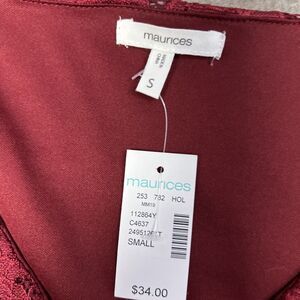 maurices
S
maurices
253 782 HOL
MM19
112864Y
C4637
SMALL
$34.00